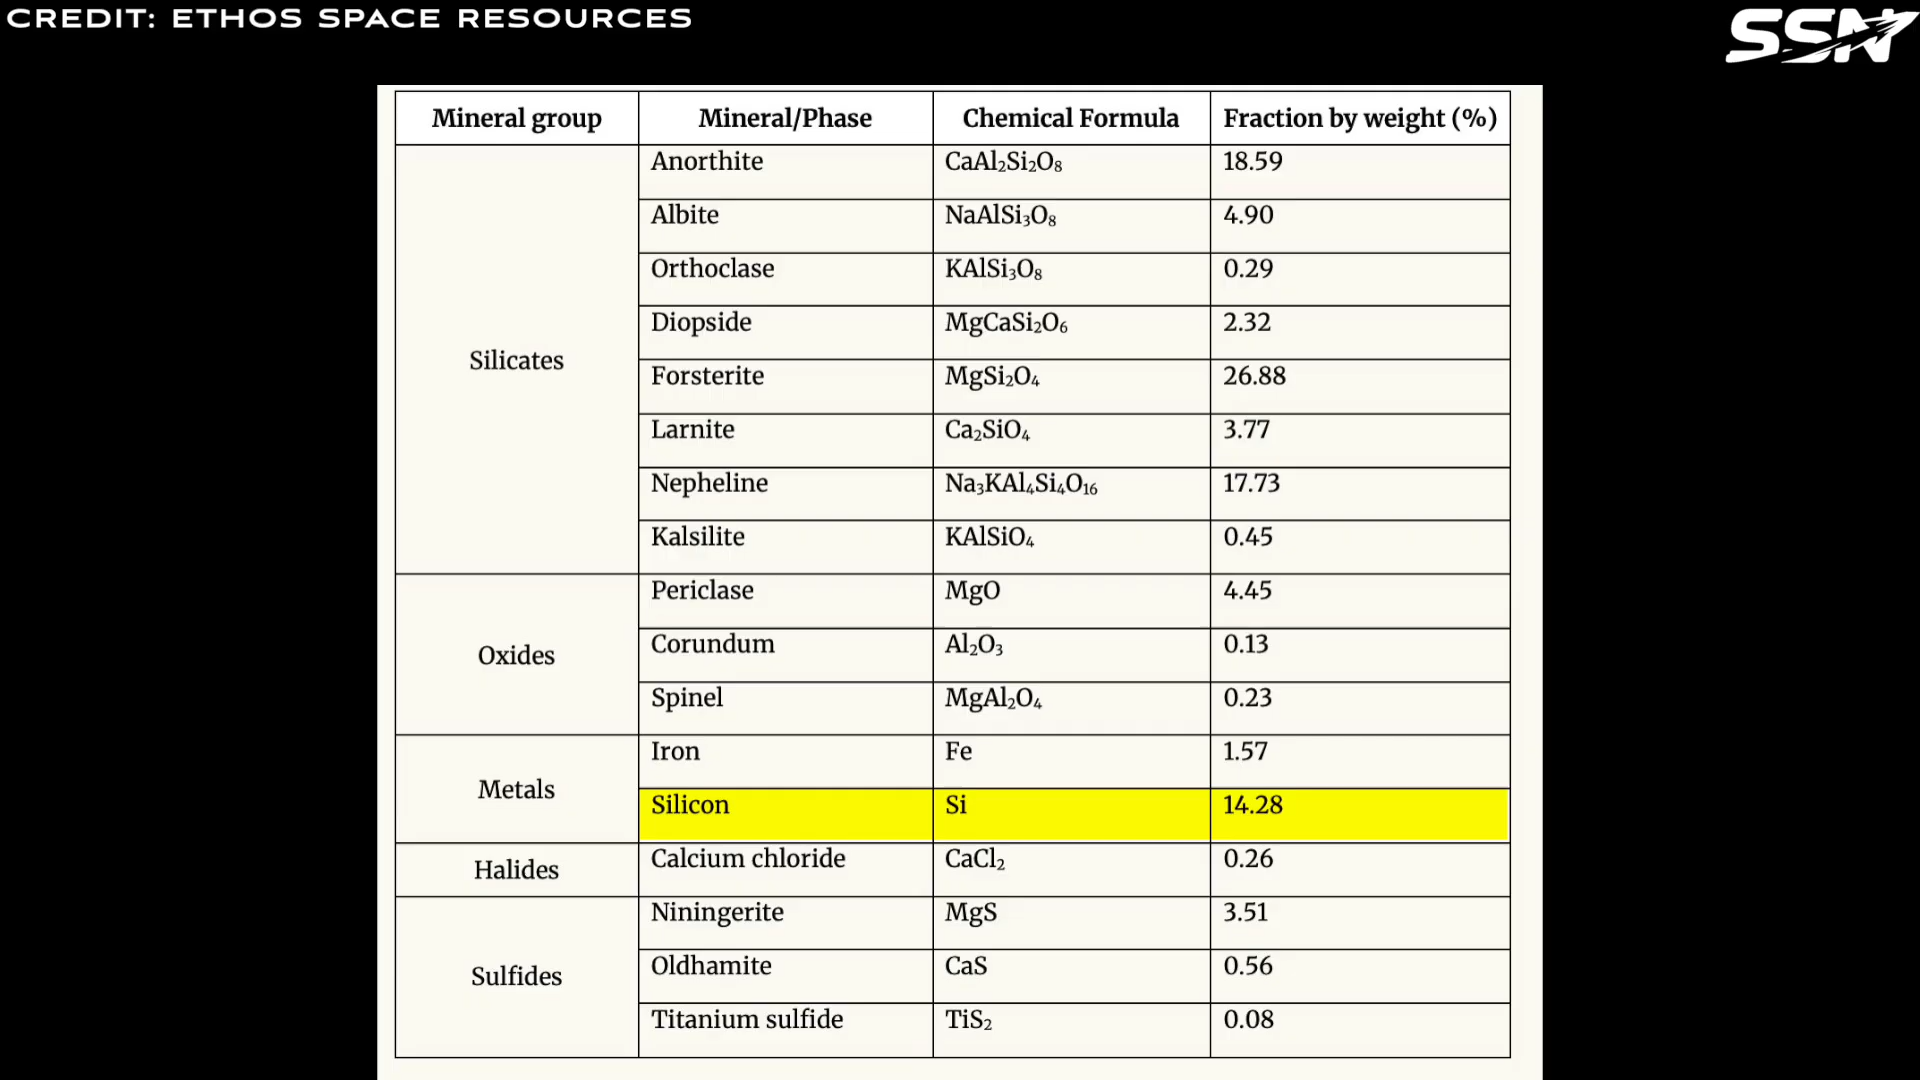 CREDIT: ETHOS SPACE RESOURCES
SSN
Mineral group Mineral/Phase Chemical Formula Fraction by weight (%)
Silicates
Anorthite CaAl₂Si₂O₈ 18.59
Albite NaAlSi₃O₈ 4.90
Orthoclase KAlSi₃O₈ 0.29
Diopside MgCaSi₂O₆ 2.32
Forsterite MgSi₂O₄ 26.88
Larnite Ca₂SiO₄ 3.77
Nepheline Na₃KAl₄Si₄O₁₆ 17.73
Kalsilite KAlSiO₄ 0.45
Oxides
Periclase MgO 4.45
Corundum Al₂O₃ 0.13
Spinel MgAl₂O₄ 0.23
Metals
Iron Fe 1.57
Silicon Si 14.28
Halides
Calcium chloride CaCl₂ 0.26
Sulfides
Niningerite MgS 3.51
Oldhamite CaS 0.56
Titanium sulfide TiS₂ 0.08